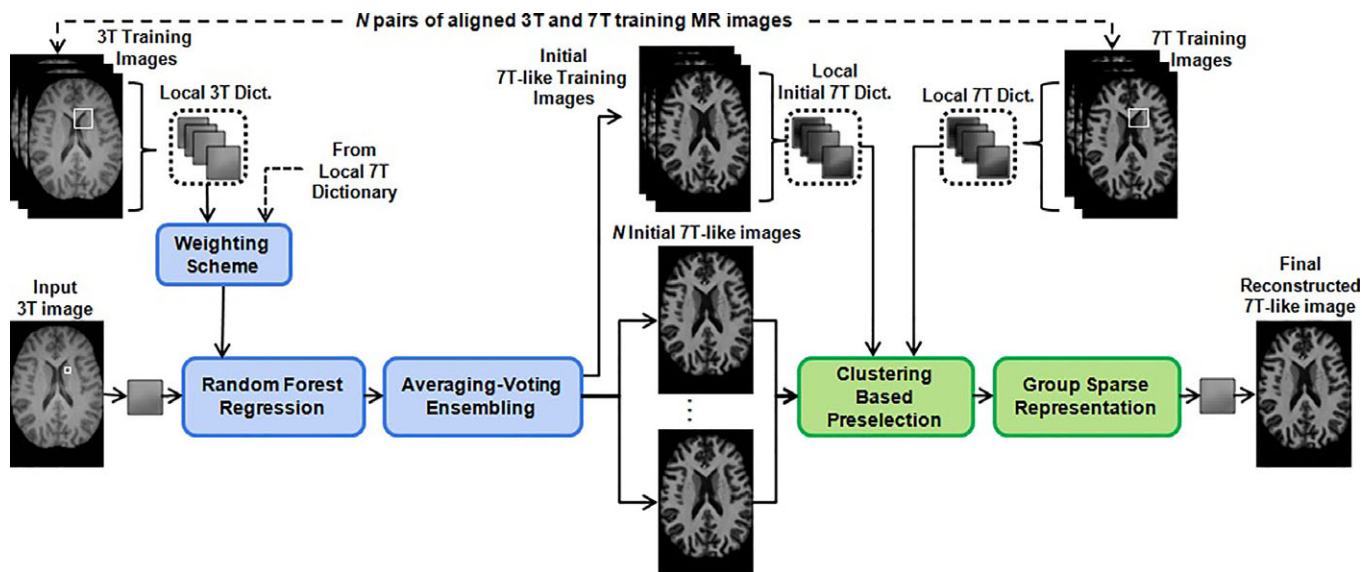 N pairs of aligned 3T and 7T training MR images
3T Training
Images
Local 3T Dict.
From
Local 7T
Dictionary
Initial
7T-like Training
Images
Local
Initial 7T Dict.
Local 7T Dict.
7T Training
Images
Weighting
Scheme
N Initial 7T-like images
Input
3T image
Final
Reconstructed
7T-like image
Random Forest
Regression
Averaging-Voting
Ensembling
Clustering
Based
Preselection
Group Sparse
Representation